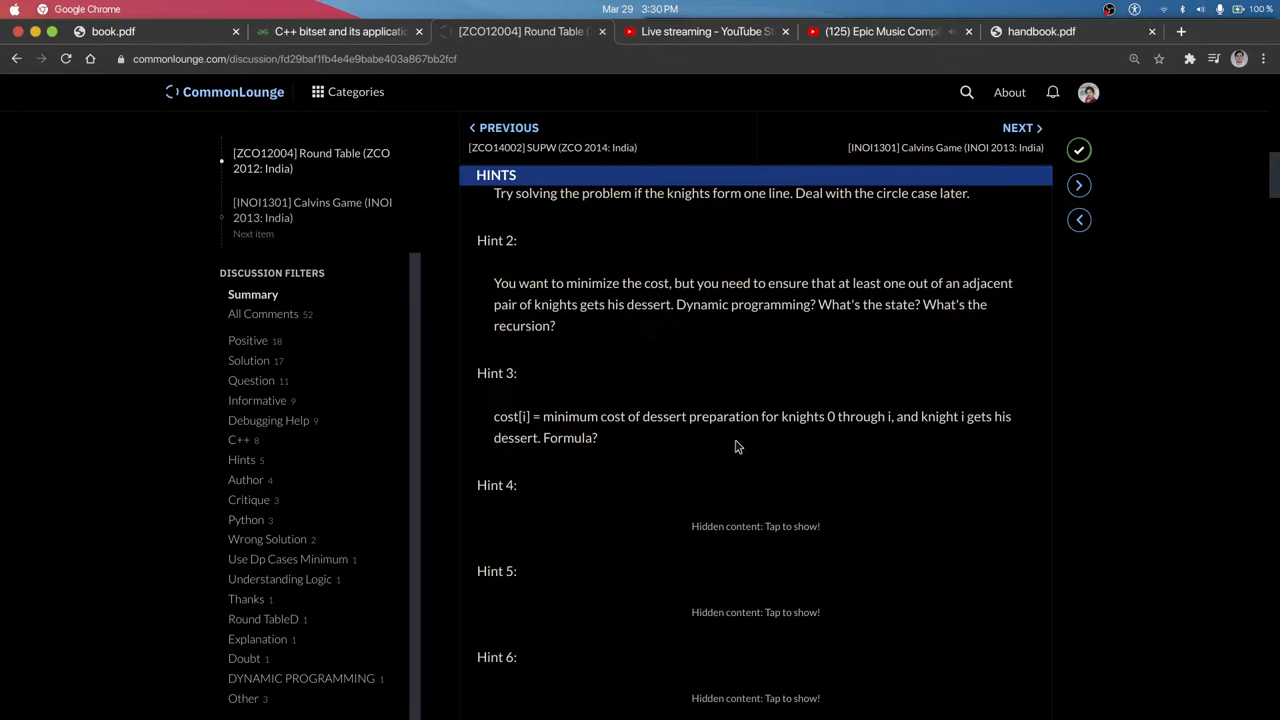 Google Chrome
Mar 29 3:30 PM
100 %
book.pdf
C++ bitset and its applicatio
[ZCO12004] Round Table (
Live streaming - YouTube St
(125) Epic Music Compil
handbook.pdf
commonlounge.com/discussion/fd29baf1fb4e4e9babe403a867bb2fcf
CommonLounge
Categories
About
PREVIOUS
NEXT
[ZCO14002] SUPW (ZCO 2014: India)
[INOI1301] Calvins Game (INOI 2013: India)
[ZCO12004] Round Table (ZCO
2012: India)
[INOI1301] Calvins Game (INOI
2013: India)
Next item
DISCUSSION FILTERS
Summary
All Comments 52
Positive 18
Solution 17
Question 11
Informative 9
Debugging Help 9
C++ 8
Hints 5
Author 4
Critique 3
Python 3
Wrong Solution 2
Use Dp Cases Minimum 1
Understanding Logic 1
Thanks 1
Round TableD 1
Explanation 1
Doubt 1
DYNAMIC PROGRAMMING 1
Other 3
HINTS
Try solving the problem if the knights form one line. Deal with the circle case later.
Hint 2:
You want to minimize the cost, but you need to ensure that at least one out of an adjacent
pair of knights gets his dessert. Dynamic programming? What's the state? What's the
recursion?
Hint 3:
cost[i] = minimum cost of dessert preparation for knights 0 through i, and knight i gets his
dessert. Formula?
Hint 4:
Hidden content: Tap to show!
Hint 5:
Hidden content: Tap to show!
Hint 6:
Hidden content: Tap to show!